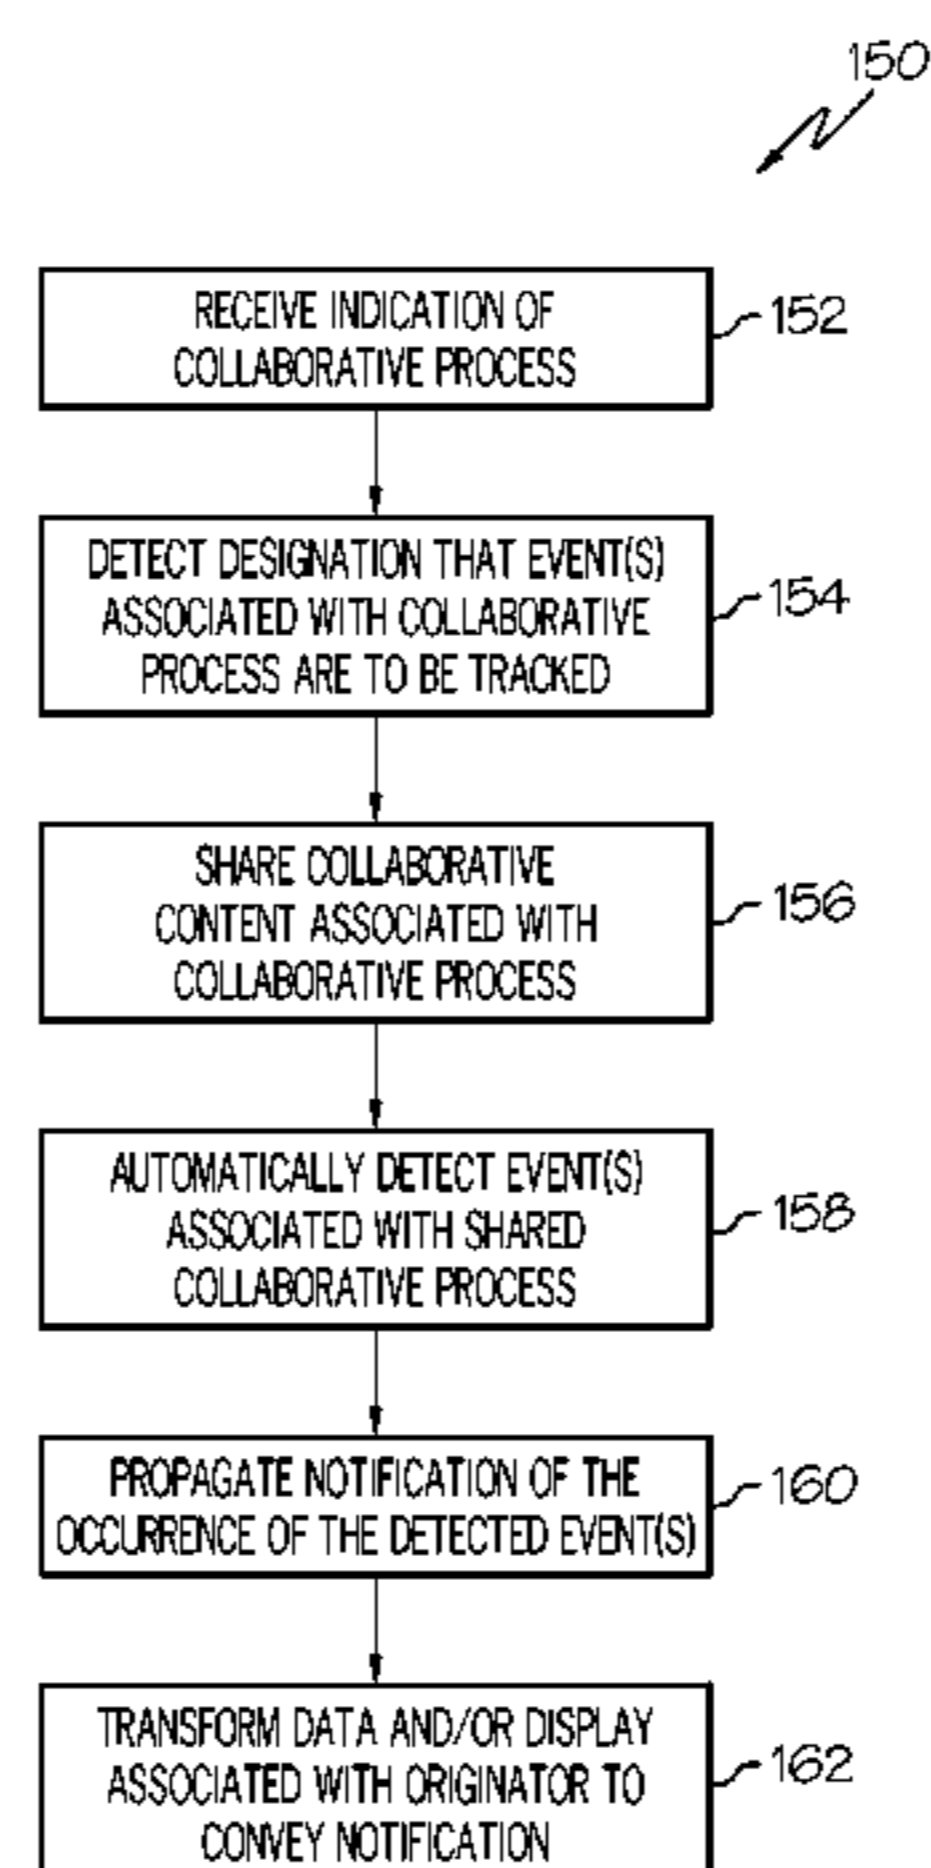 150
RECEIVE INDICATION OF
COLLABORATIVE PROCESS
152
DETECT DESIGNATION THAT EVENT(S)
ASSOCIATED WITH COLLABORATIVE
PROCESS ARE TO BE TRACKED
154
SHARE COLLABORATIVE
CONTENT ASSOCIATED WITH
COLLABORATIVE PROCESS
156
AUTOMATICALLY DETECT EVENT(S)
ASSOCIATED WITH SHARED
COLLABORATIVE PROCESS
158
PROPAGATE NOTIFICATION OF THE
OCCURRENCE OF THE DETECTED EVENT(S)
160
TRANSFORM DATA AND/OR DISPLAY
ASSOCIATED WITH ORIGINATOR TO
CONVEY NOTIFICATION
162